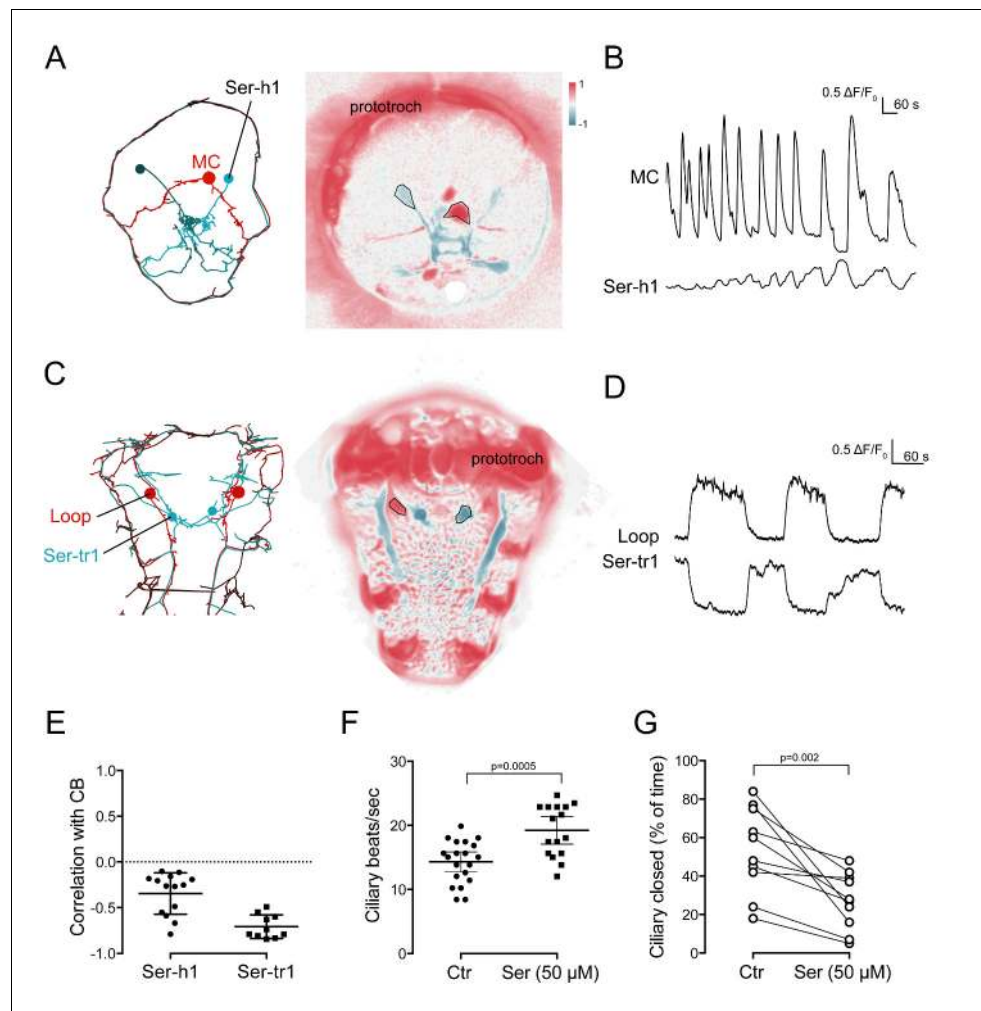 A
Ser-h1
MC
prototroch
1
-1
B
0.5 ΔF/F₀
60 s
MC
Ser-h1
C
Loop
Ser-tr1
prototroch
D
0.5 ΔF/F₀
60 s
Loop
Ser-tr1
E
Correlation with CB
1.0
0.5
0.0
-0.5
-1.0
Ser-h1 Ser-tr1
F
Ciliary beats/sec
30
20
10
0
p=0.0005
Ctr Ser (50 µM)
G
Ciliary closed (% of time)
100
80
60
40
20
0
p=0.002
Ctr Ser (50 µM)